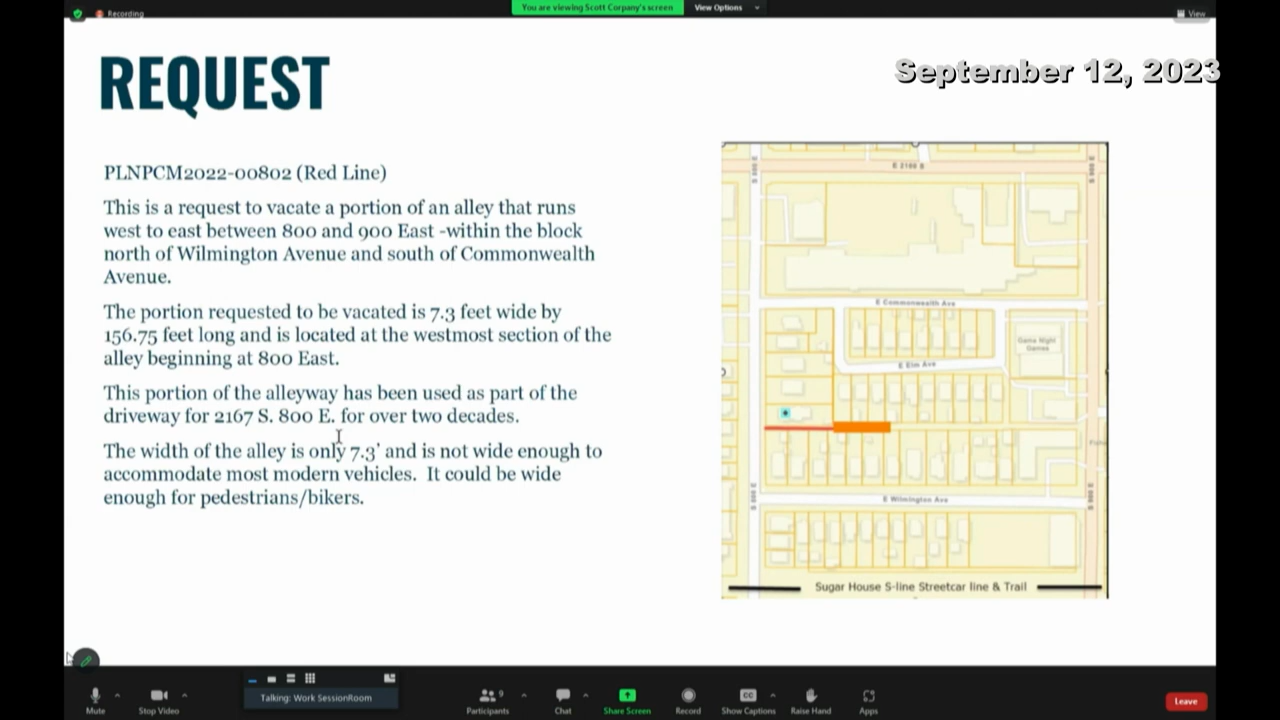 Recording
You are viewing Scott Corpany's screen
View Options
View
REQUEST
September 12, 2023
PLNPCM2022-00802 (Red Line)
This is a request to vacate a portion of an alley that runs
west to east between 800 and 900 East -within the block
north of Wilmington Avenue and south of Commonwealth
Avenue.
The portion requested to be vacated is 7.3 feet wide by
156.75 feet long and is located at the westmost section of the
alley beginning at 800 East.
This portion of the alleyway has been used as part of the
driveway for 2167 S. 800 E. for over two decades.
The width of the alley is only 7.3' and is not wide enough to
accommodate most modern vehicles. It could be wide
enough for pedestrians/bikers.
E 2100 S
S 800 E
S 900 E
E Commonwealth Ave
Game Night
Games
E Elm Ave
E Wilmington Ave
S 800 E
S 900 E
Sugar House S-line Streetcar line & Trail
Talking: Work SessionRoom
Mute
Stop Video
Participants
9
Chat
Share Screen
Record
CC
Show Captions
Raise Hand
Apps
Leave